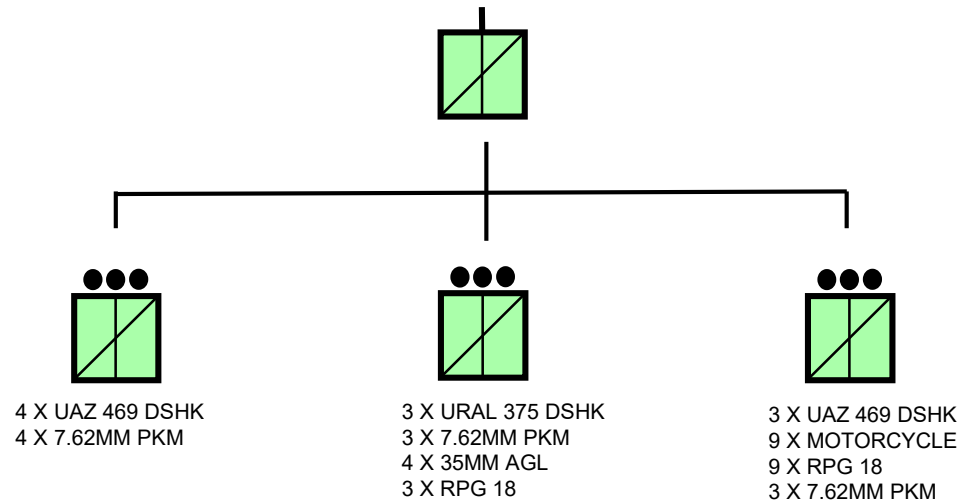 4 X UAZ 469 DSHK
4 X 7.62MM PKM
3 X URAL 375 DSHK
3 X 7.62MM PKM
4 X 35MM AGL
3 X RPG 18
3 X UAZ 469 DSHK
9 X MOTORCYCLE
9 X RPG 18
3 X 7.62MM PKM